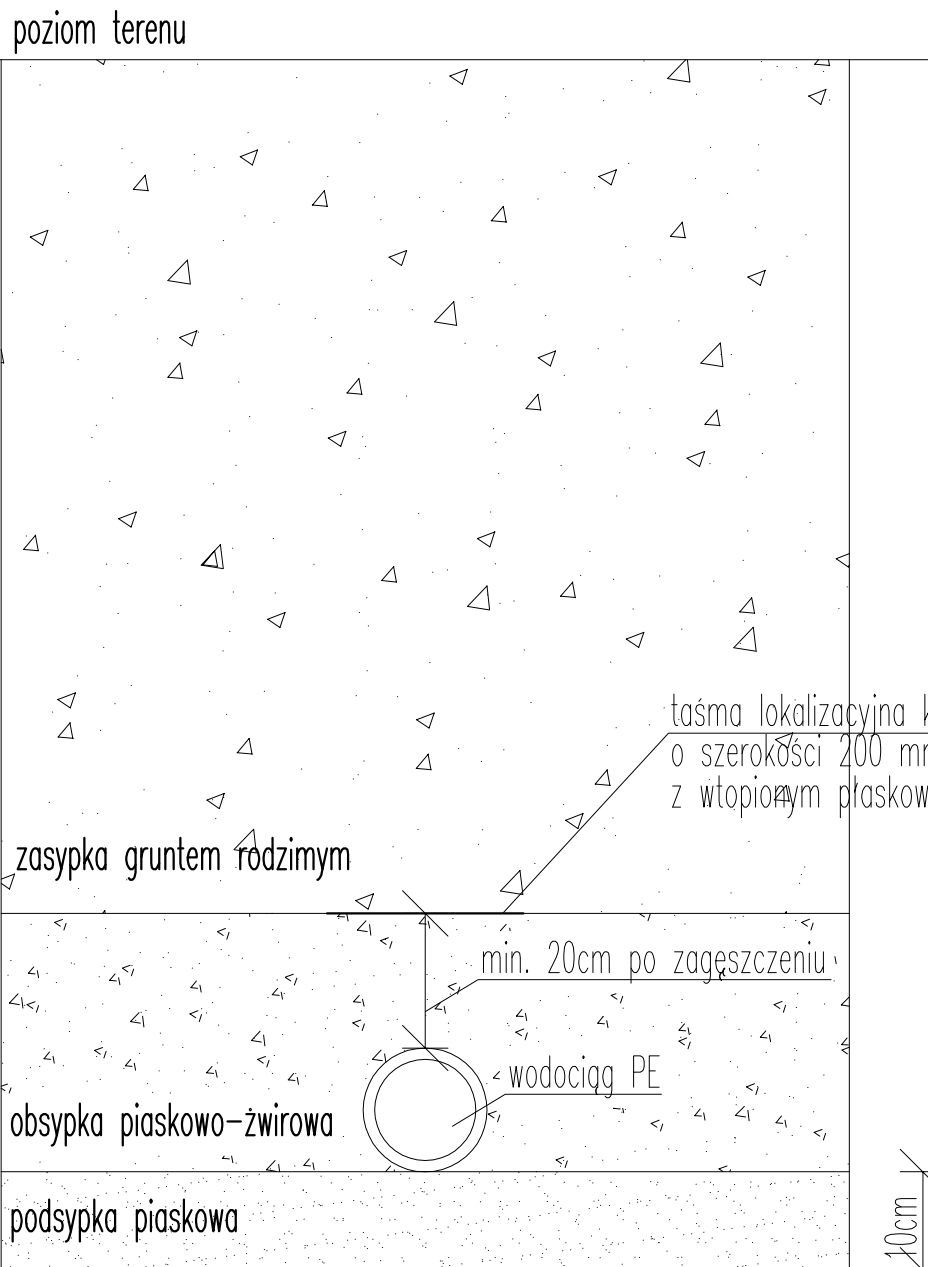 poziom terenu
taśma lokalizacyjna
o szerokości 200
z wtopionym
zasypka gruntem rodzimym
min. 20cm po zagęszczeniu
wodociąg PE
obsypka piaskowo-żwirowa
podsypka piaskowa
10cm